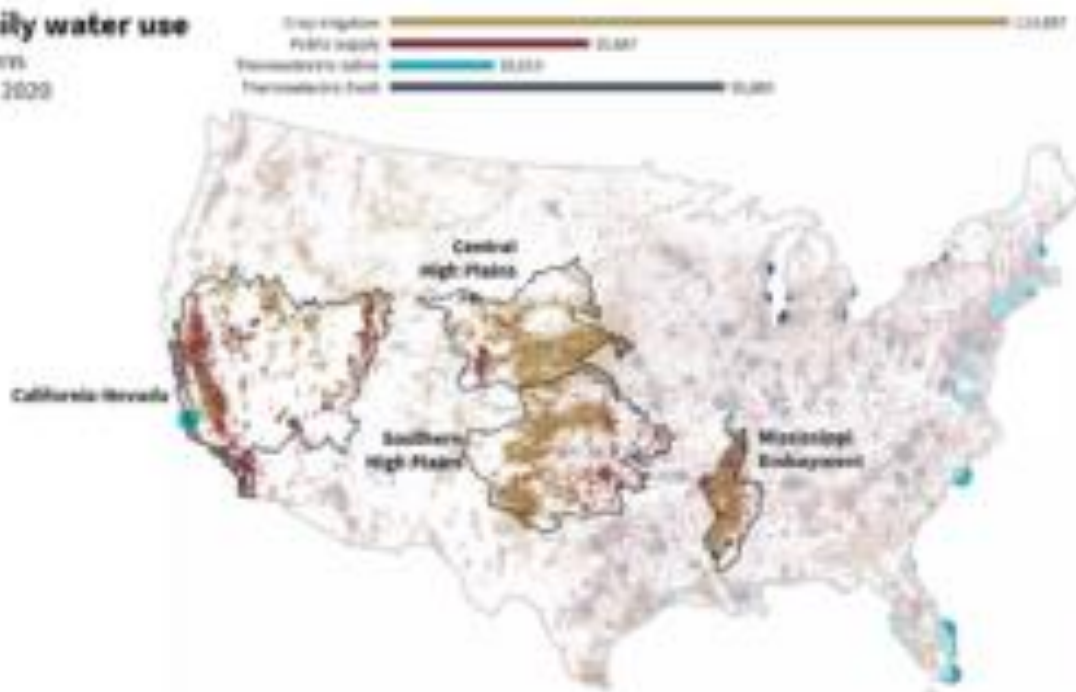 ily water use
2020
Crop irrigation
Public supply
Thermoelectric saline
Thermoelectric fresh
Central
High Plains
California-Nevada
Southern
High Plains
Mississippi
Embayment